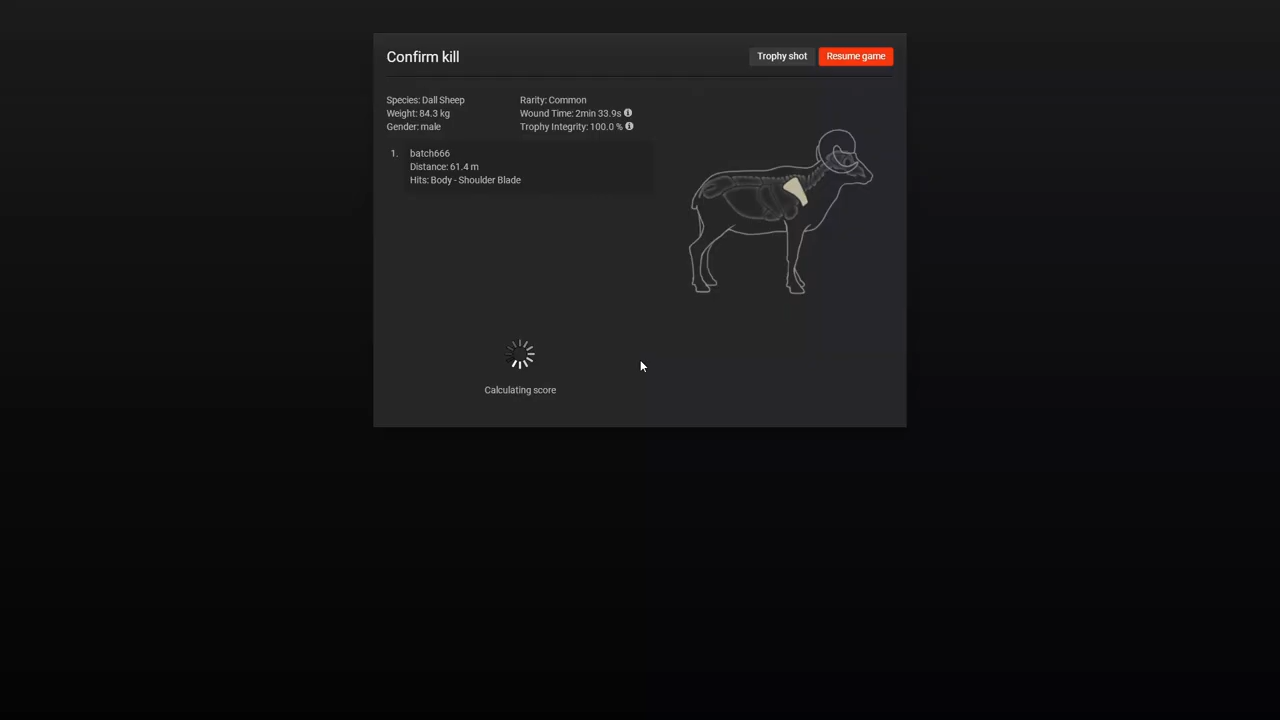 Confirm kill
Trophy shot
Resume game
Species: Dall Sheep
Rarity: Common
Weight: 84.3 kg
Wound Time: 2min 33.9s
Gender: male
Trophy Integrity: 100.0 %
1. batch666
Distance: 61.4 m
Hits: Body - Shoulder Blade
Calculating score